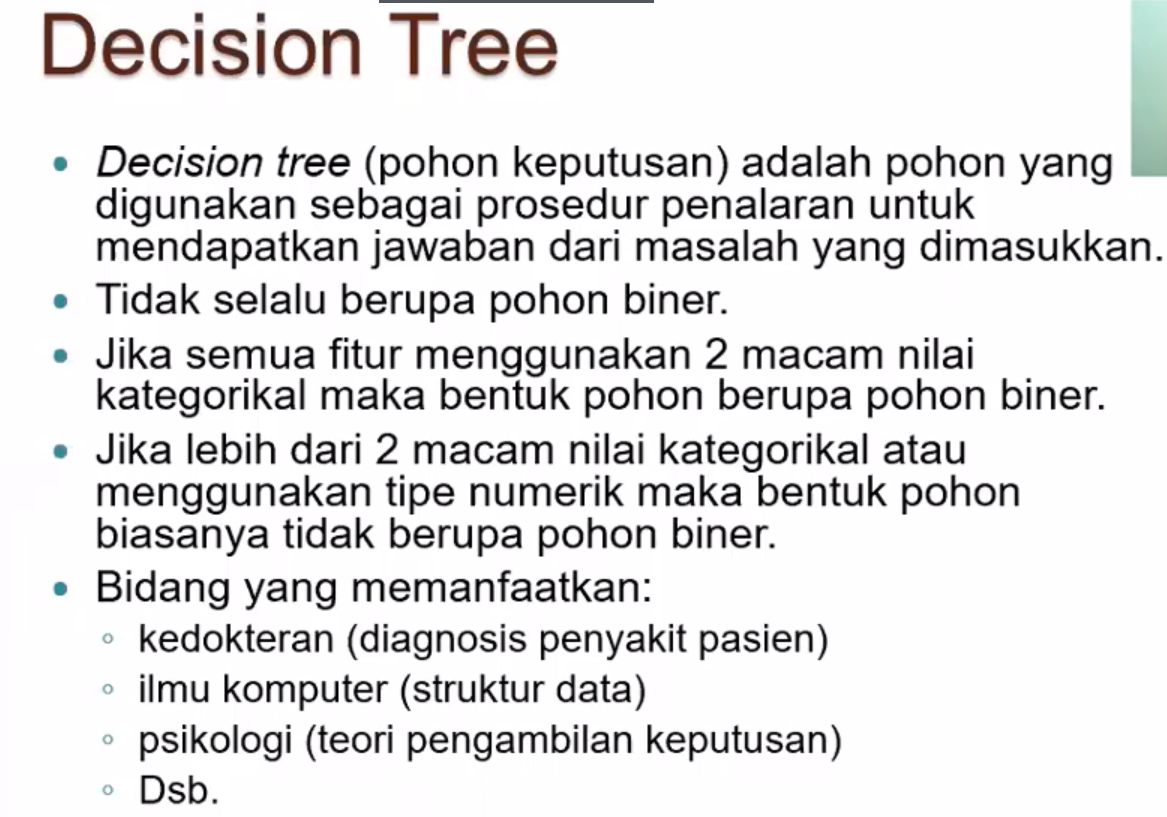 Decision Tree
• Decision tree (pohon keputusan) adalah pohon yang
digunakan sebagai prosedur penalaran untuk
mendapatkan jawaban dari masalah yang dimasukkan.
• Tidak selalu berupa pohon biner.
• Jika semua fitur menggunakan 2 macam nilai
kategorikal maka bentuk pohon berupa pohon biner.
• Jika lebih dari 2 macam nilai kategorikal atau
menggunakan tipe numerik maka bentuk pohon
biasanya tidak berupa pohon biner.
• Bidang yang memanfaatkan:
◦ kedokteran (diagnosis penyakit pasien)
◦ ilmu komputer (struktur data)
◦ psikologi (teori pengambilan keputusan)
◦ Dsb.